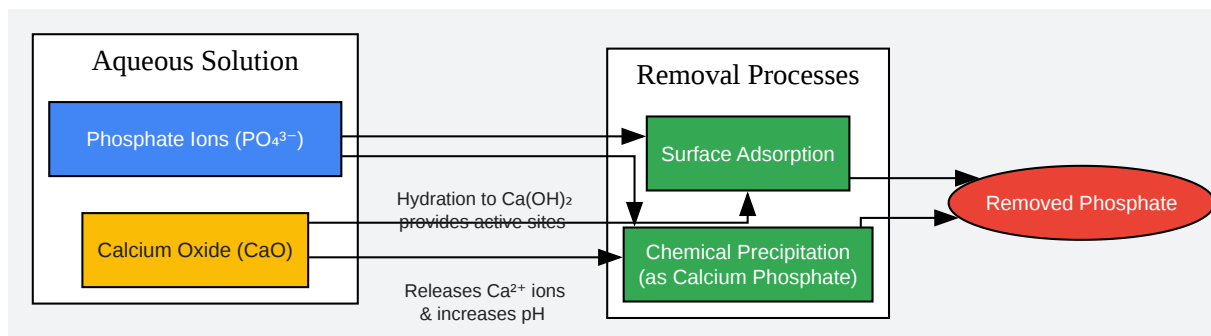 Aqueous Solution
Phosphate Ions (PO₄³⁻)
Calcium Oxide (CaO)
Hydration to Ca(OH)₂
provides active sites
Releases Ca²⁺ ions
& increases pH
Removal Processes
Surface Adsorption
Chemical Precipitation
(as Calcium Phosphate)
Removed Phosphate